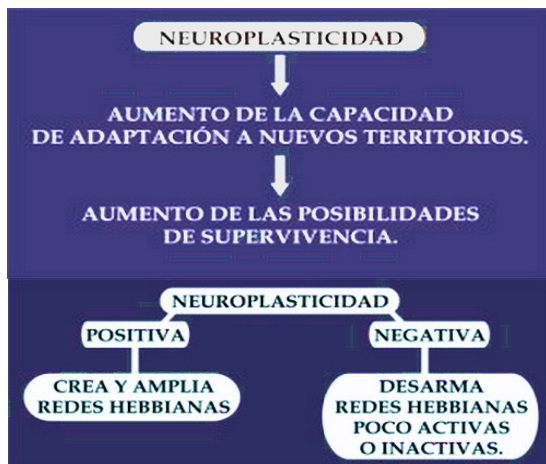 NEUROPLASTICIDAD
AUMENTO DE LA CAPACIDAD
DE ADAPTACIÓN A NUEVOS TERRITORIOS.
AUMENTO DE LAS POSIBILIDADES
DE SUPERVIVENCIA.
NEUROPLASTICIDAD
POSITIVA
NEGATIVA
CREA Y AMPLIA
REDES HEBBIANAS
DESARMA
REDES HEBBIANAS
POCO ACTIVAS
O INACTIVAS.